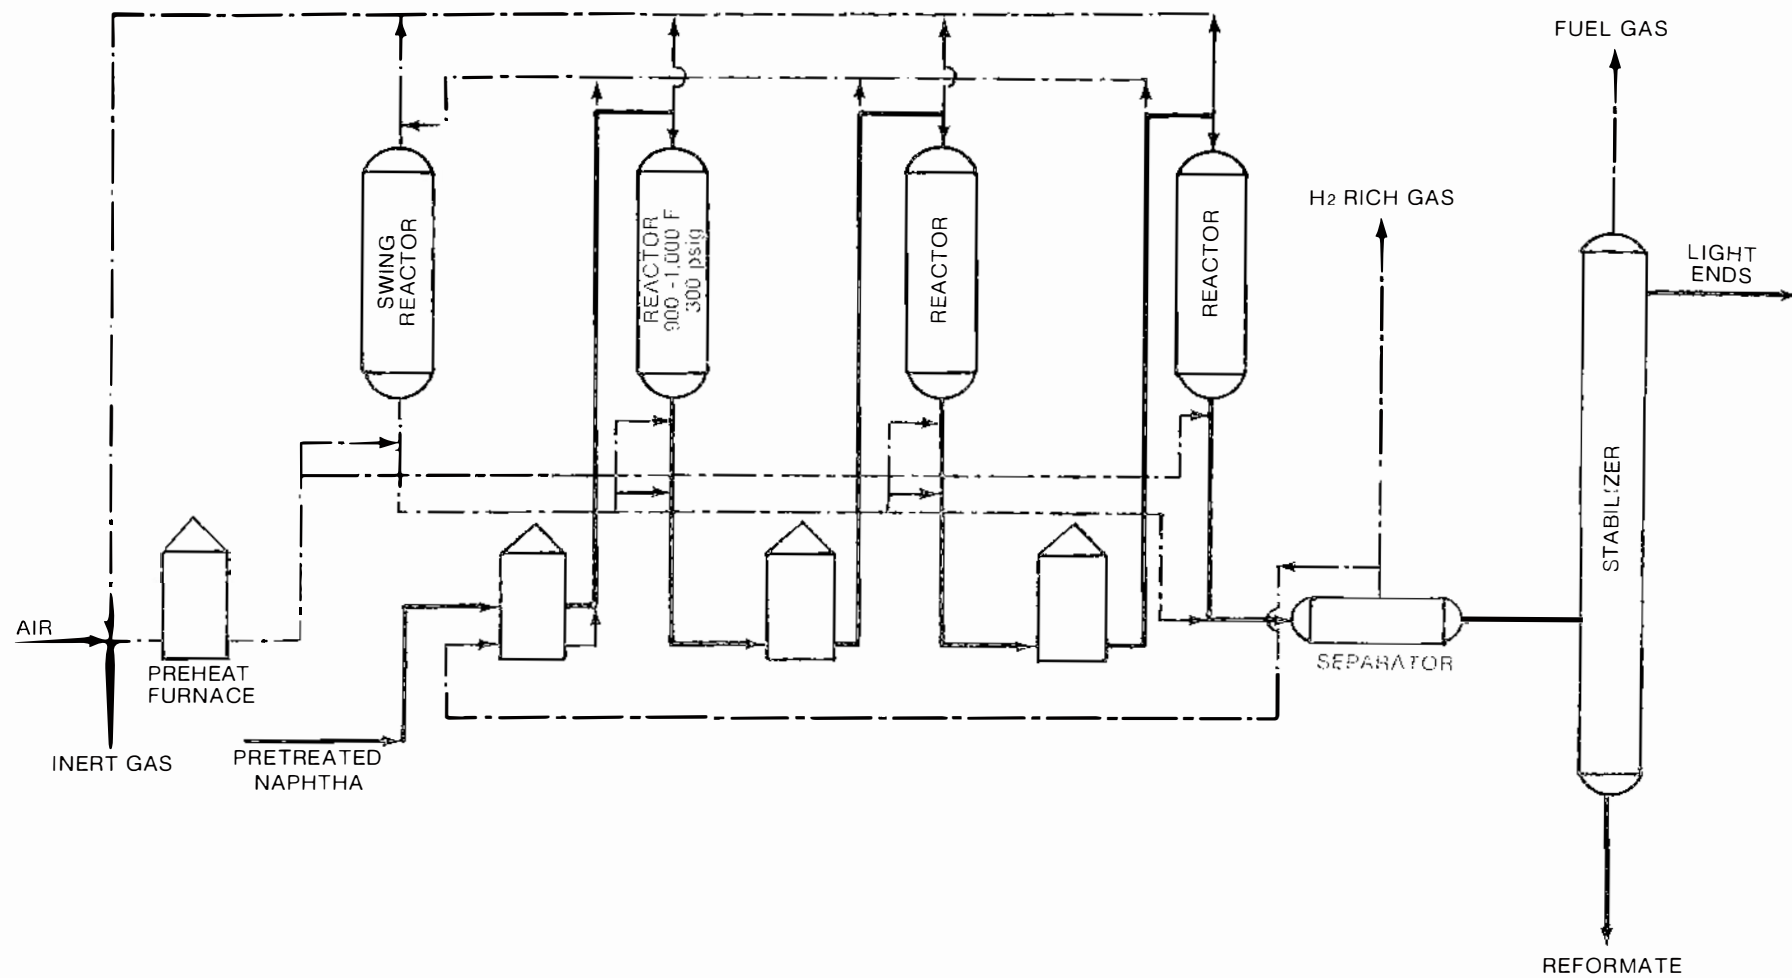 FUEL GAS
H2 RICH GAS
LIGHT
ENDS
SWING
REACTOR
REACTOR
900 - 1,000 F
300 psig
REACTOR
REACTOR
STABILIZER
AIR
PREHEAT
FURNACE
SEPARATOR
INERT GAS
PRETREATED
NAPHTHA
REFORMATE